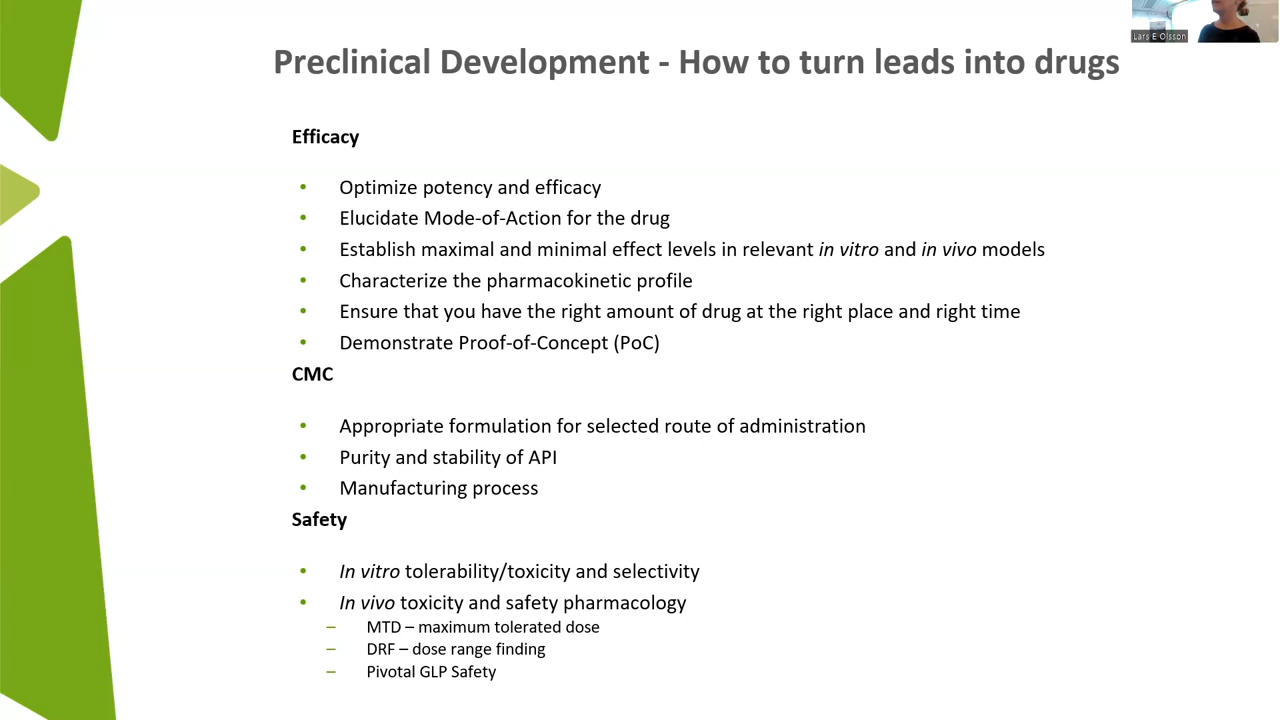 Lars E Olsson
Preclinical Development - How to turn leads into drugs
Efficacy
• Optimize potency and efficacy
• Elucidate Mode-of-Action for the drug
• Establish maximal and minimal effect levels in relevant in vitro and in vivo models
• Characterize the pharmacokinetic profile
• Ensure that you have the right amount of drug at the right place and right time
• Demonstrate Proof-of-Concept (PoC)
CMC
• Appropriate formulation for selected route of administration
• Purity and stability of API
• Manufacturing process
Safety
• In vitro tolerability/toxicity and selectivity
• In vivo toxicity and safety pharmacology
– MTD – maximum tolerated dose
– DRF – dose range finding
– Pivotal GLP Safety